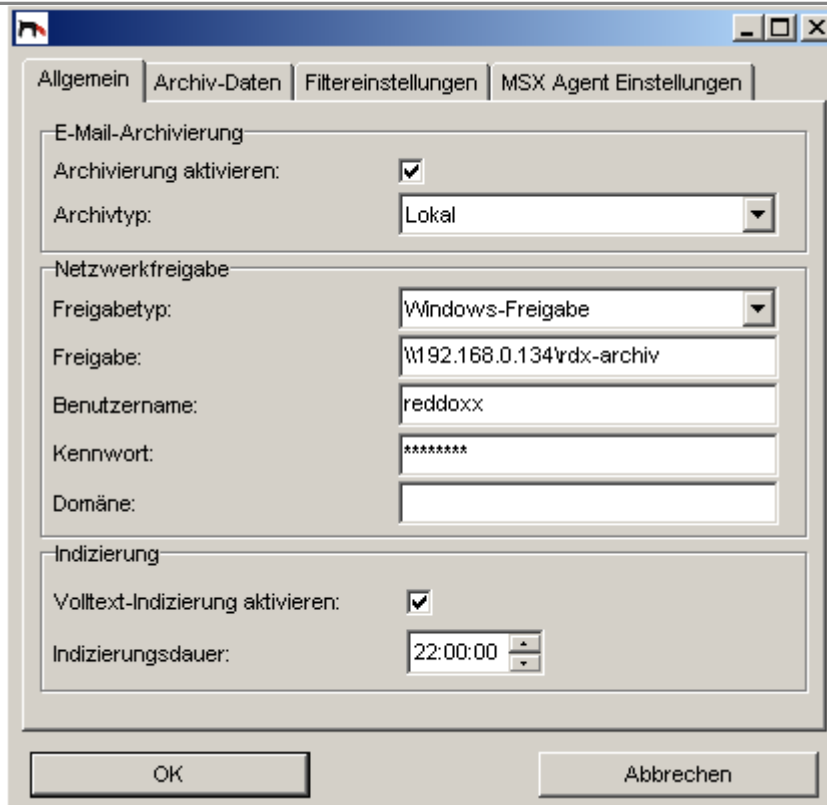 Allgemein Archiv-Daten Filtereinstellungen MSX Agent Einstellungen
E-Mail-Archivierung
Archivierung aktivieren:
Archivtyp: Lokal
Netzwerkfreigabe
Freigabetyp: Windows-Freigabe
Freigabe: \\192.168.0.134\rdx-archiv
Benutzername: reddoxx
Kennwort: ********
Domäne:
Indizierung
Volltext-Indizierung aktivieren:
Indizierungsdauer: 22:00:00
OK Abbrechen